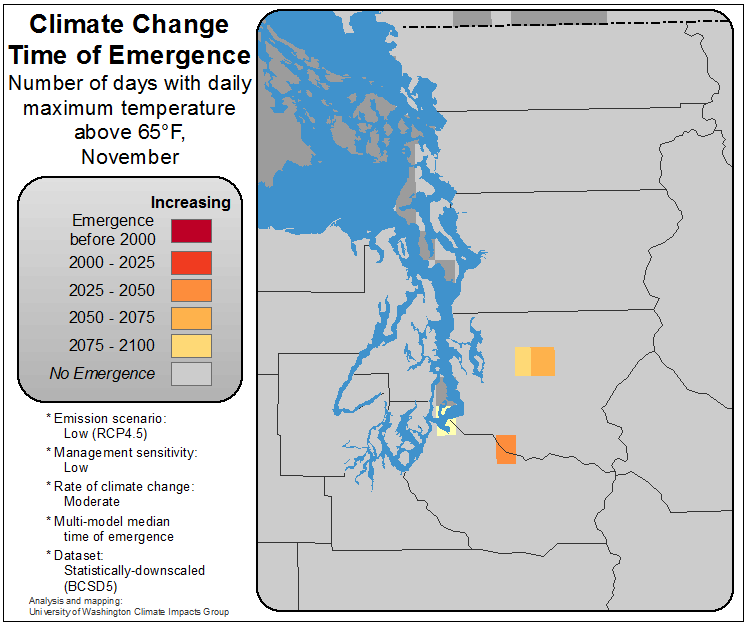 Climate Change
Time of Emergence
Number of days with daily
maximum temperature
above 65°F,
November
Increasing
Emergence
before 2000
2000 - 2025
2025 - 2050
2050 - 2075
2075 - 2100
No Emergence
* Emission scenario:
Low (RCP4.5)
* Management sensitivity:
Low
* Rate of climate change:
Moderate
* Multi-model median
time of emergence
* Dataset:
Statistically-downscaled
(BCSD5)
Analysis and mapping:
University of Washington Climate Impacts Group